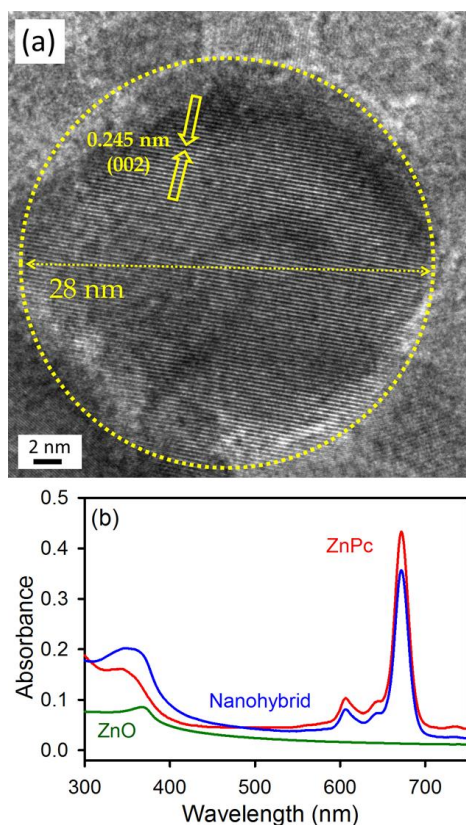 (a)
0.245 nm
(002)
28 nm
2 nm
(b)
0.5
0.4
0.3
0.2
0.1
0.0
Absorbance
ZnPc
Nanohybrid
ZnO
300 400 500 600 700
Wavelength (nm)